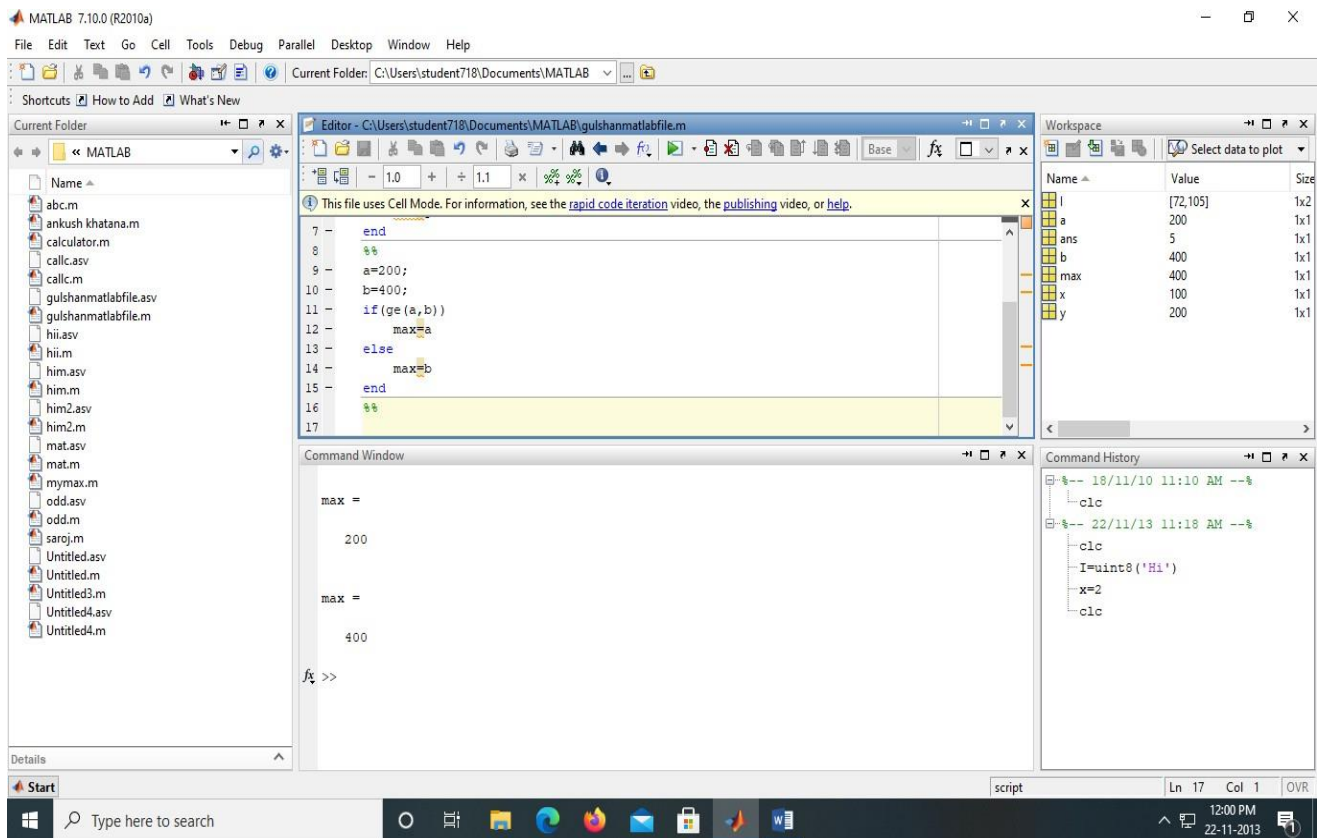 MATLAB 7.10.0 (R2010a)
File Edit Text Go Cell Tools Debug Parallel Desktop Window Help
Current Folder: C:\Users\student718\Documents\MATLAB
Shortcuts How to Add What's New
Current Folder
« MATLAB
Name
abc.m
ankush khatana.m
calculator.m
callc.asv
callc.m
gulshanmatlabfile.asv
gulshanmatlabfile.m
hii.asv
hii.m
him.asv
him.m
him2.asv
him2.m
mat.asv
mat.m
mymax.m
odd.asv
odd.m
saroj.m
Untitled.asv
Untitled.m
Untitled3.m
Untitled4.asv
Untitled4.m
Details
Editor - C:\Users\student718\Documents\MATLAB\gulshanmatlabfile.m
Base
fx
- 1.0 + ÷ 1.1 ×
This file uses Cell Mode. For information, see the rapid code iteration video, the publishing video, or help.
7 - end
8 %%
9 - a=200;
10 - b=400;
11 - if(ge(a,b))
12 - max=a
13 - else
14 - max=b
15 - end
16 %%
17
Command Window
max =
200
max =
400
fx >>
Workspace
Select data to plot
Name Value Size
I [72,105] 1x2
a 200 1x1
ans 5 1x1
b 400 1x1
max 400 1x1
x 100 1x1
y 200 1x1
Command History
%-- 18/11/10 11:10 AM --%
clc
%-- 22/11/13 11:18 AM --%
clc
I=uint8('Hi')
x=2
clc
Start
script Ln 17 Col 1 OVR
Type here to search
12:00 PM
22-11-2013